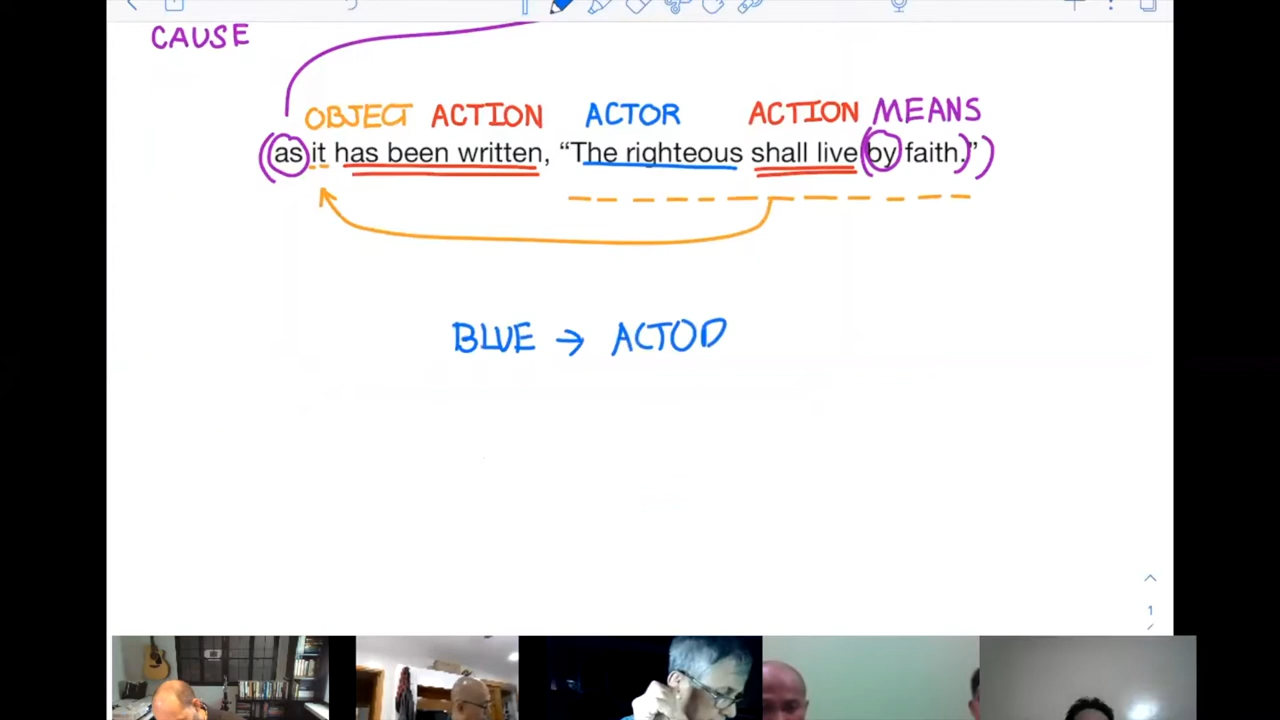 CAUSE
OBJECT ACTION ACTOR ACTION MEANS
(as it has been written, “The righteous shall live (by faith.)”)
BLUE → ACTOD
1